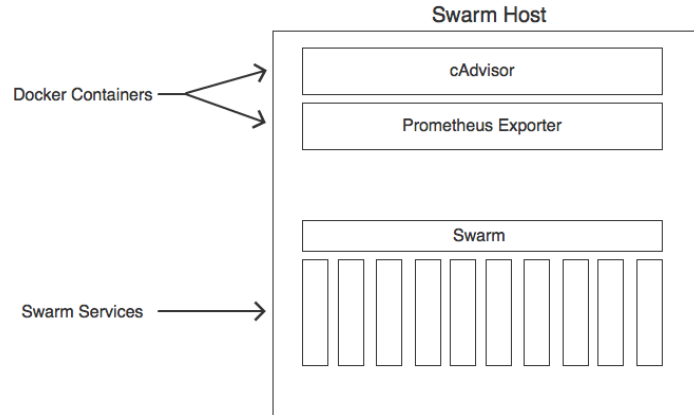 Swarm Host
cAdvisor
Docker Containers
Prometheus Exporter
Swarm
Swarm Services